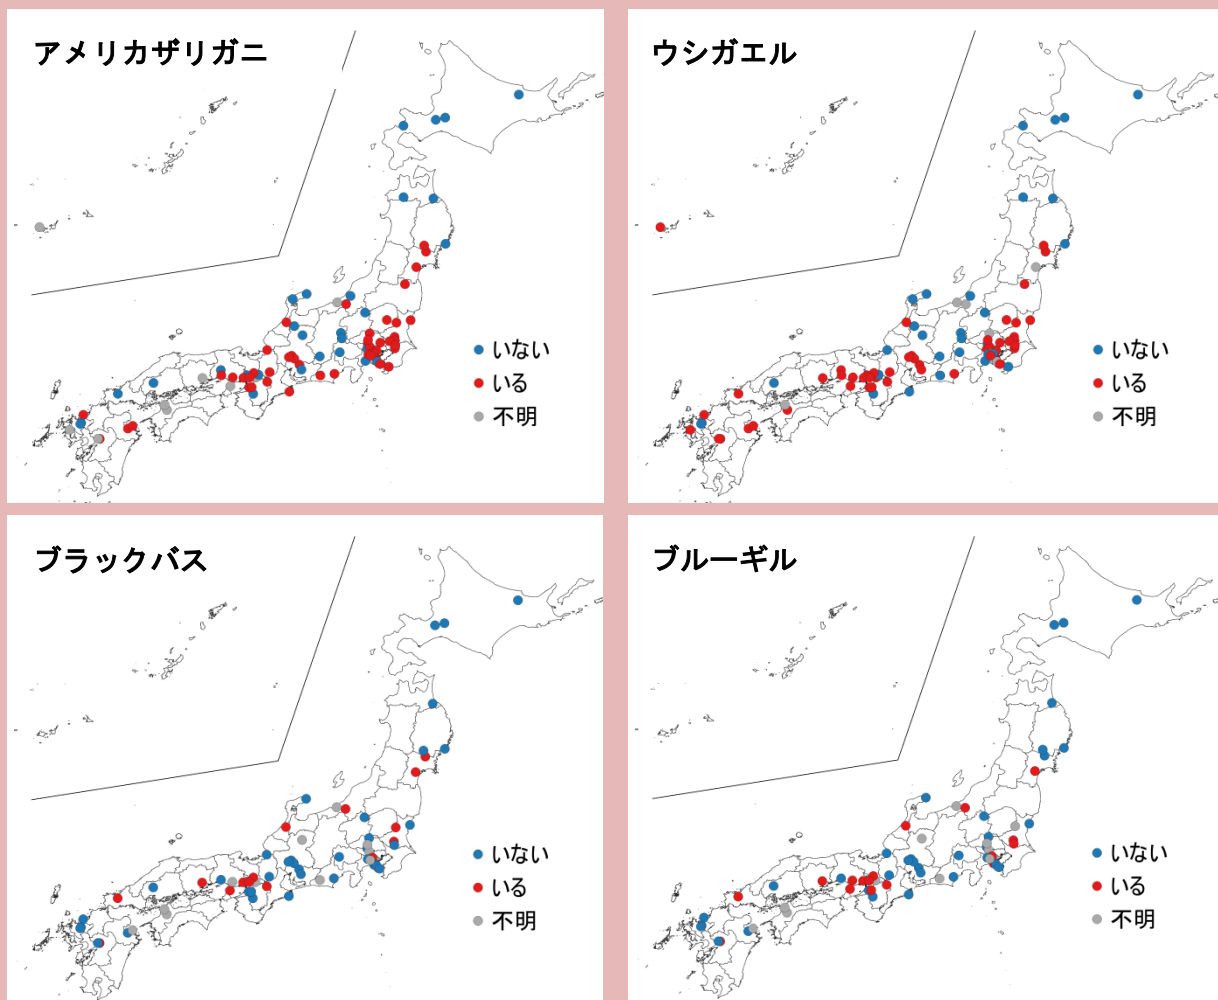 アメリカザリガニ
いない
いる
不明
ウシガエル
いない
いる
不明
ブラックバス
いない
いる
不明
ブルーギル
いない
いる
不明